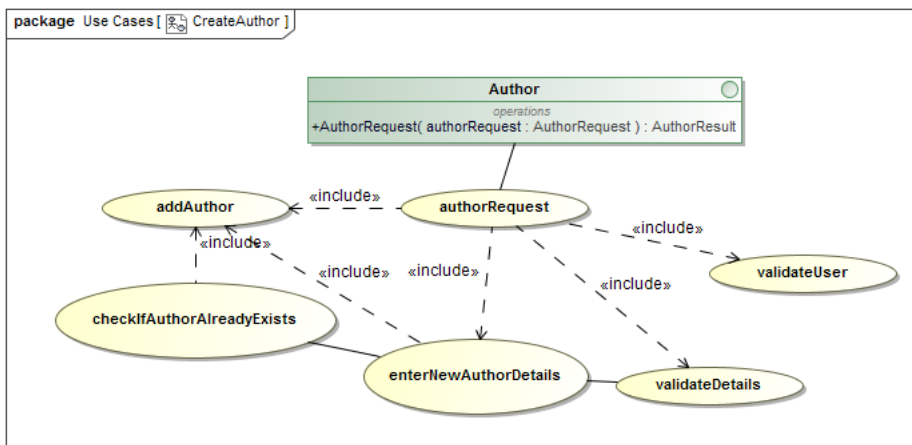 package Use Cases [ CreateAuthor ]
Author
operations
+AuthorRequest( authorRequest : AuthorRequest ) : AuthorResult
«include»
addAuthor
authorRequest
«include»
«include»
«include»
«include»
validateUser
«include»
checkIfAuthorAlreadyExists
enterNewAuthorDetails
validateDetails